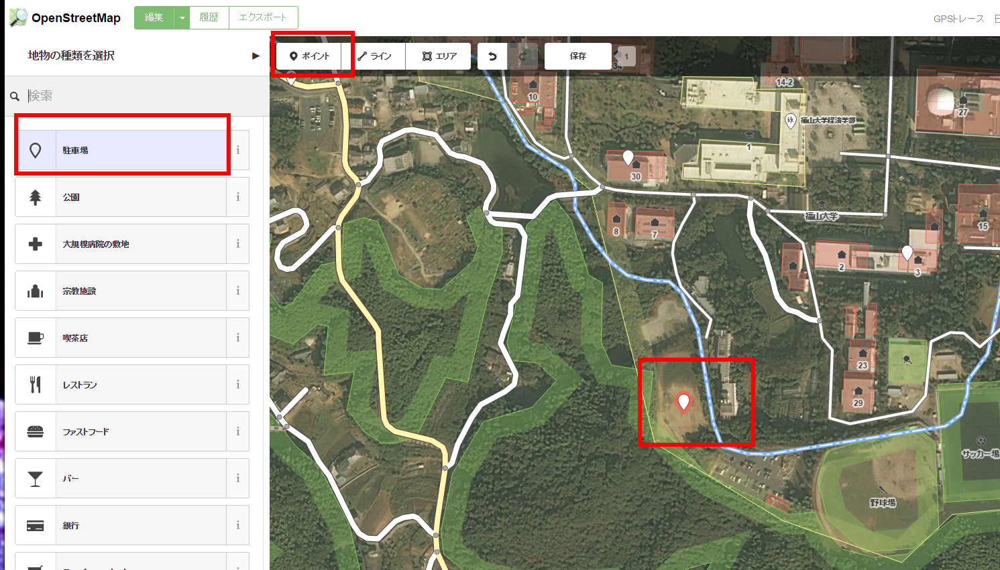 OpenStreetMap
編集
履歴
エクスポート
GPSトレース
地物の種類を選択
ポイント
ライン
エリア
保存
1
検索
駐車場
i
公園
i
大規模病院の敷地
i
宗教施設
i
喫茶店
i
レストラン
i
ファストフード
i
バー
i
銀行
i
34
10
14-2
27
福山大学経済学部
1
30
福山大学
8
7
15
2
3
23
29
サッカー場
野球場